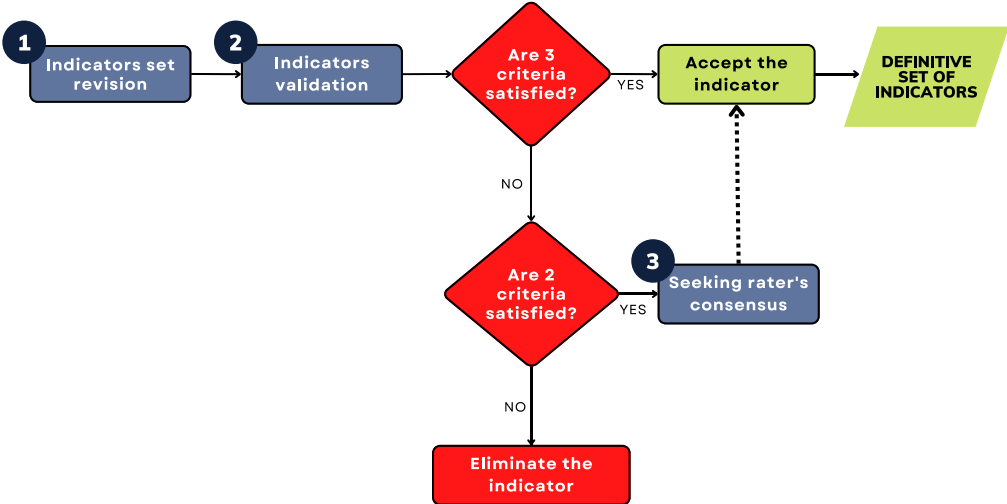 1
Indicators set
revision
2
Indicators
validation
Are 3
criteria
satisfied?
YES
Accept the
indicator
DEFINITIVE
SET OF
INDICATORS
NO
Are 2
criteria
satisfied?
YES
3
Seeking rater's
consensus
NO
Eliminate the
indicator